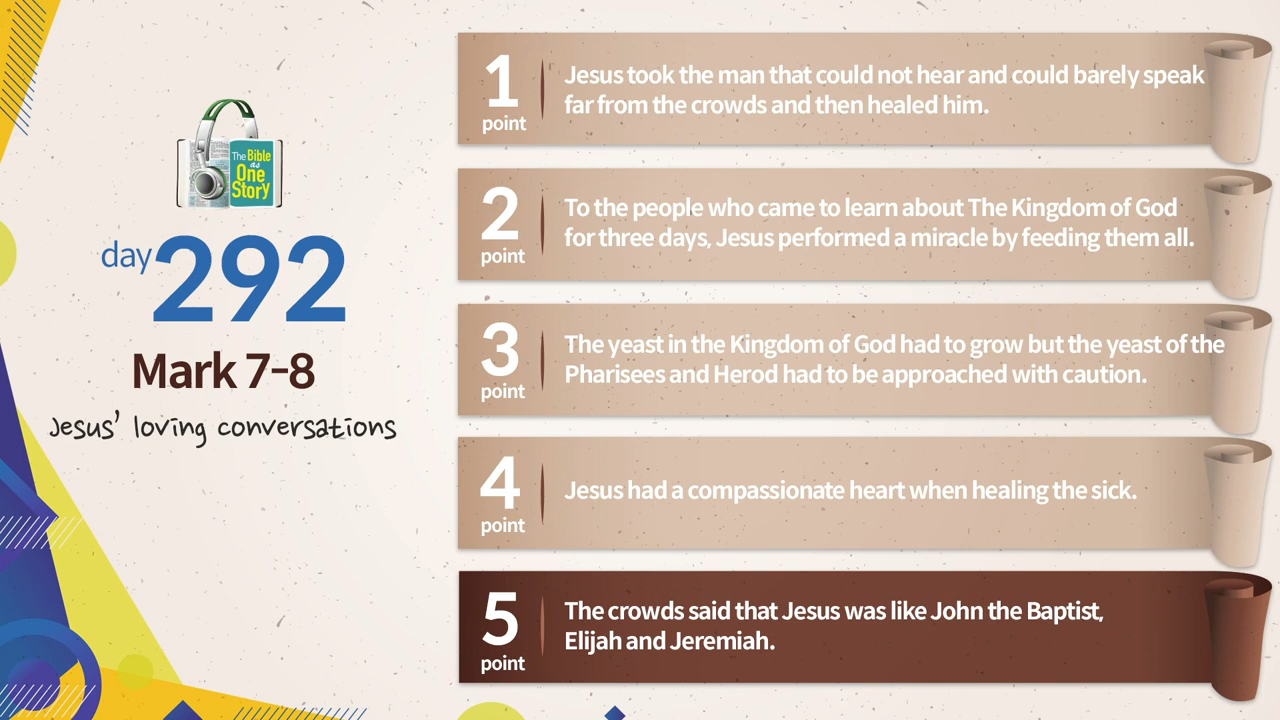 The Bible
as
One
Story
day 292
Mark 7-8
Jesus' loving conversations
1
point
Jesus took the man that could not hear and could barely speak
far from the crowds and then healed him.
2
point
To the people who came to learn about The Kingdom of God
for three days, Jesus performed a miracle by feeding them all.
3
point
The yeast in the Kingdom of God had to grow but the yeast of the
Pharisees and Herod had to be approached with caution.
4
point
Jesus had a compassionate heart when healing the sick.
5
point
The crowds said that Jesus was like John the Baptist,
Elijah and Jeremiah.